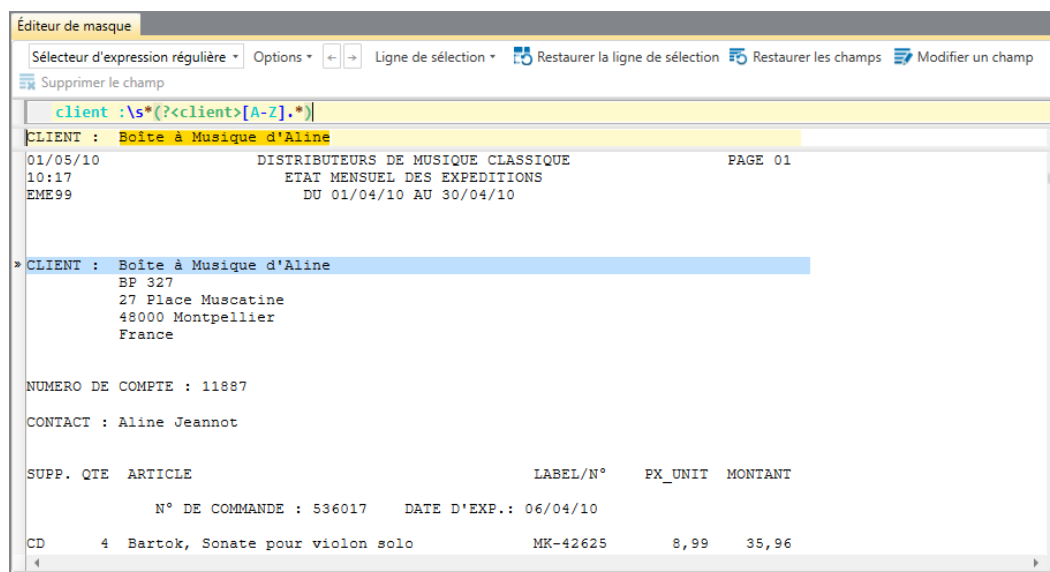 Éditeur de masque
Sélecteur d'expression régulière Options Ligne de sélection Restaurer la ligne de sélection Restaurer les champs Modifier un champ
Supprimer le champ
client :\s*(?<client>[A-Z].*)
CLIENT : Boîte à Musique d'Aline
01/05/10 DISTRIBUTEURS DE MUSIQUE CLASSIQUE PAGE 01
10:17 ETAT MENSUEL DES EXPEDITIONS
EME99 DU 01/04/10 AU 30/04/10
» CLIENT : Boîte à Musique d'Aline
BP 327
27 Place Muscatine
48000 Montpellier
France
NUMERO DE COMPTE : 11887
CONTACT : Aline Jeannot
SUPP. QTE ARTICLE LABEL/N° PX_UNIT MONTANT
N° DE COMMANDE : 536017 DATE D'EXP.: 06/04/10
CD 4 Bartok, Sonate pour violon solo MK-42625 8,99 35,96